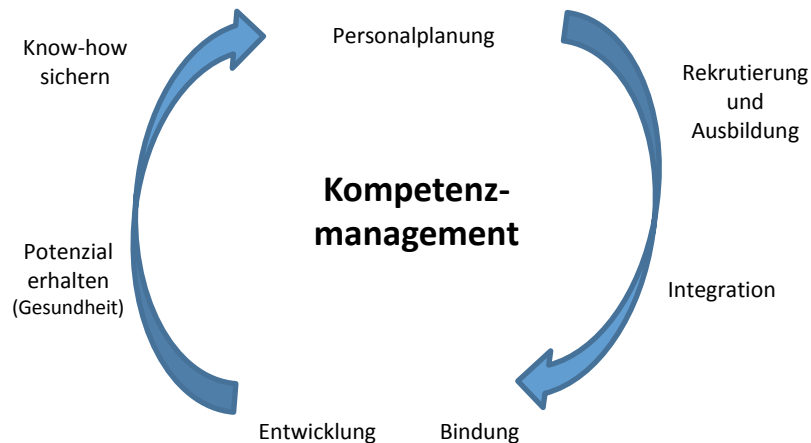 Personalplanung
Rekrutierung
und
Ausbildung
Integration
Bindung
Entwicklung
Potenzial
erhalten
(Gesundheit)
Know-how
sichern
Kompetenz-
management